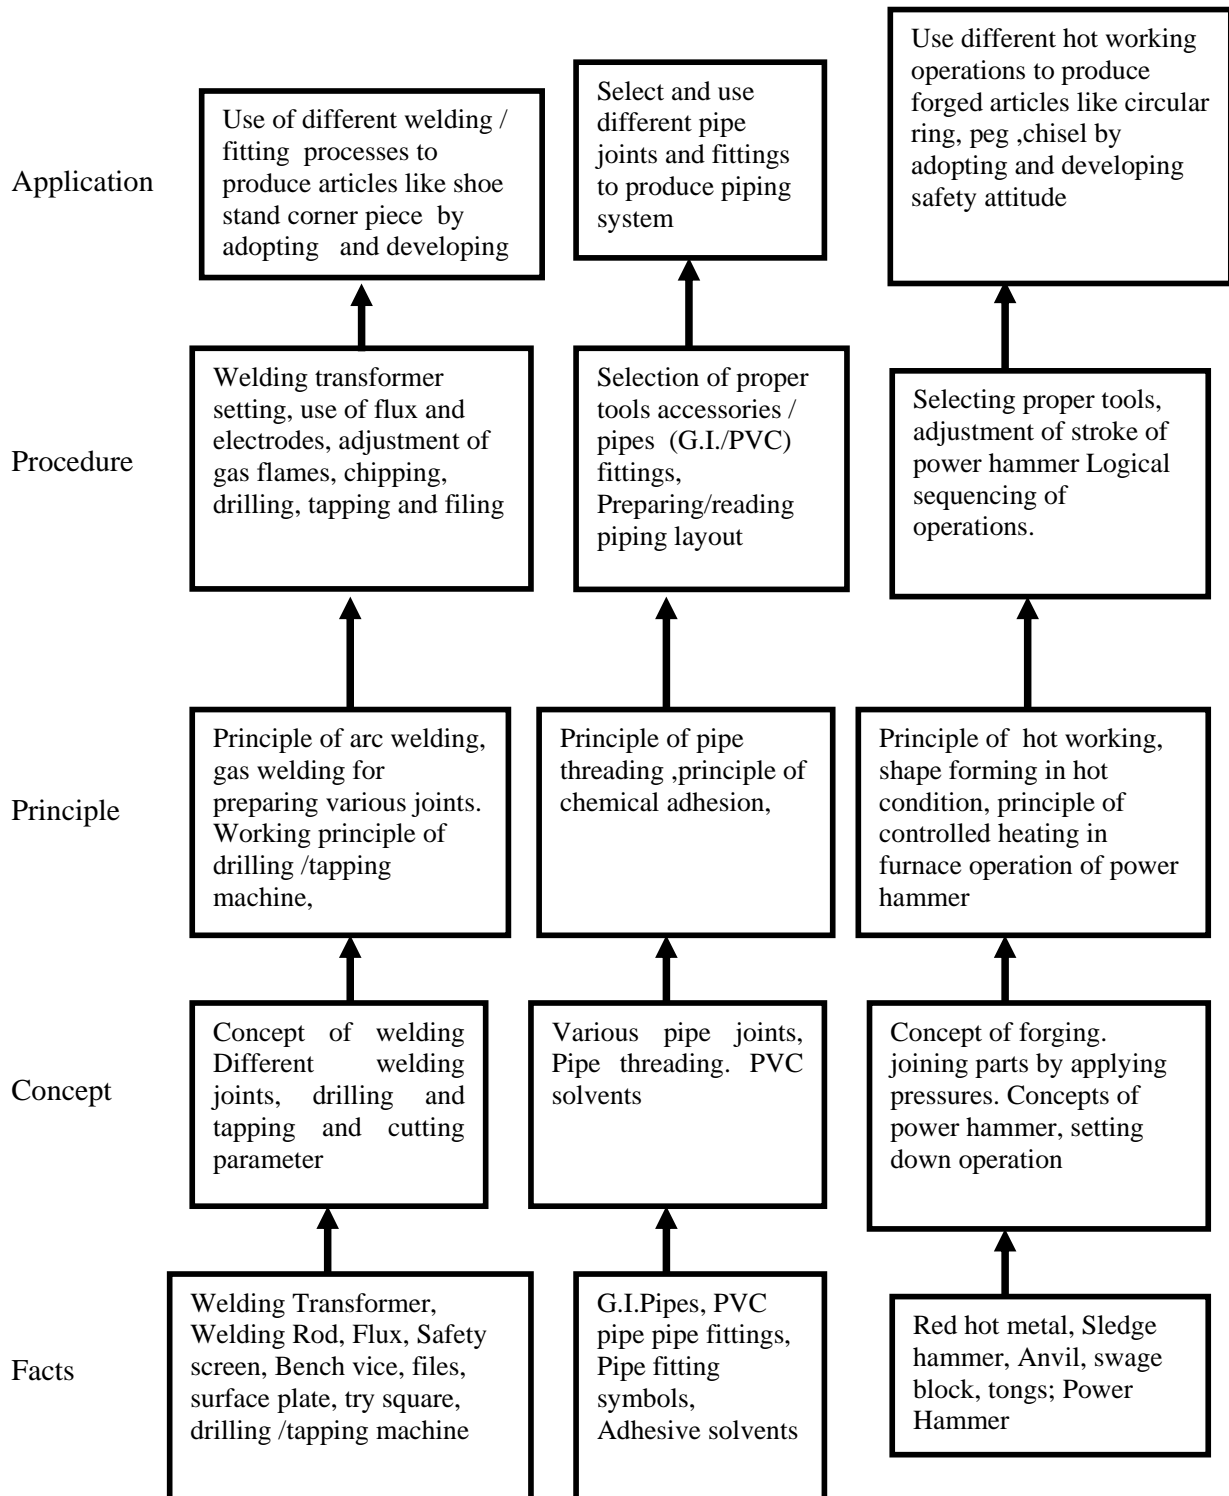 Application
Use of different welding /
fitting processes to
produce articles like shoe
stand corner piece by
adopting and developing
Select and use
different pipe
joints and fittings
to produce piping
system
Use different hot working
operations to produce
forged articles like circular
ring, peg ,chisel by
adopting and developing
safety attitude
Procedure
Welding transformer
setting, use of flux and
electrodes, adjustment of
gas flames, chipping,
drilling, tapping and filing
Selection of proper
tools accessories /
pipes (G.I./PVC)
fittings,
Preparing/reading
piping layout
Selecting proper tools,
adjustment of stroke of
power hammer Logical
sequencing of
operations.
Principle
Principle of arc welding,
gas welding for
preparing various joints.
Working principle of
drilling /tapping
machine,
Principle of pipe
threading ,principle of
chemical adhesion,
Principle of hot working,
shape forming in hot
condition, principle of
controlled heating in
furnace operation of power
hammer
Concept
Concept of welding
Different welding
joints, drilling and
tapping and cutting
parameter
Various pipe joints,
Pipe threading. PVC
solvents
Concept of forging.
joining parts by applying
pressures. Concepts of
power hammer, setting
down operation
Facts
Welding Transformer,
Welding Rod, Flux, Safety
screen, Bench vice, files,
surface plate, try square,
drilling /tapping machine
G.I.Pipes, PVC
pipe pipe fittings,
Pipe fitting
symbols,
Adhesive solvents
Red hot metal, Sledge
hammer, Anvil, swage
block, tongs; Power
Hammer